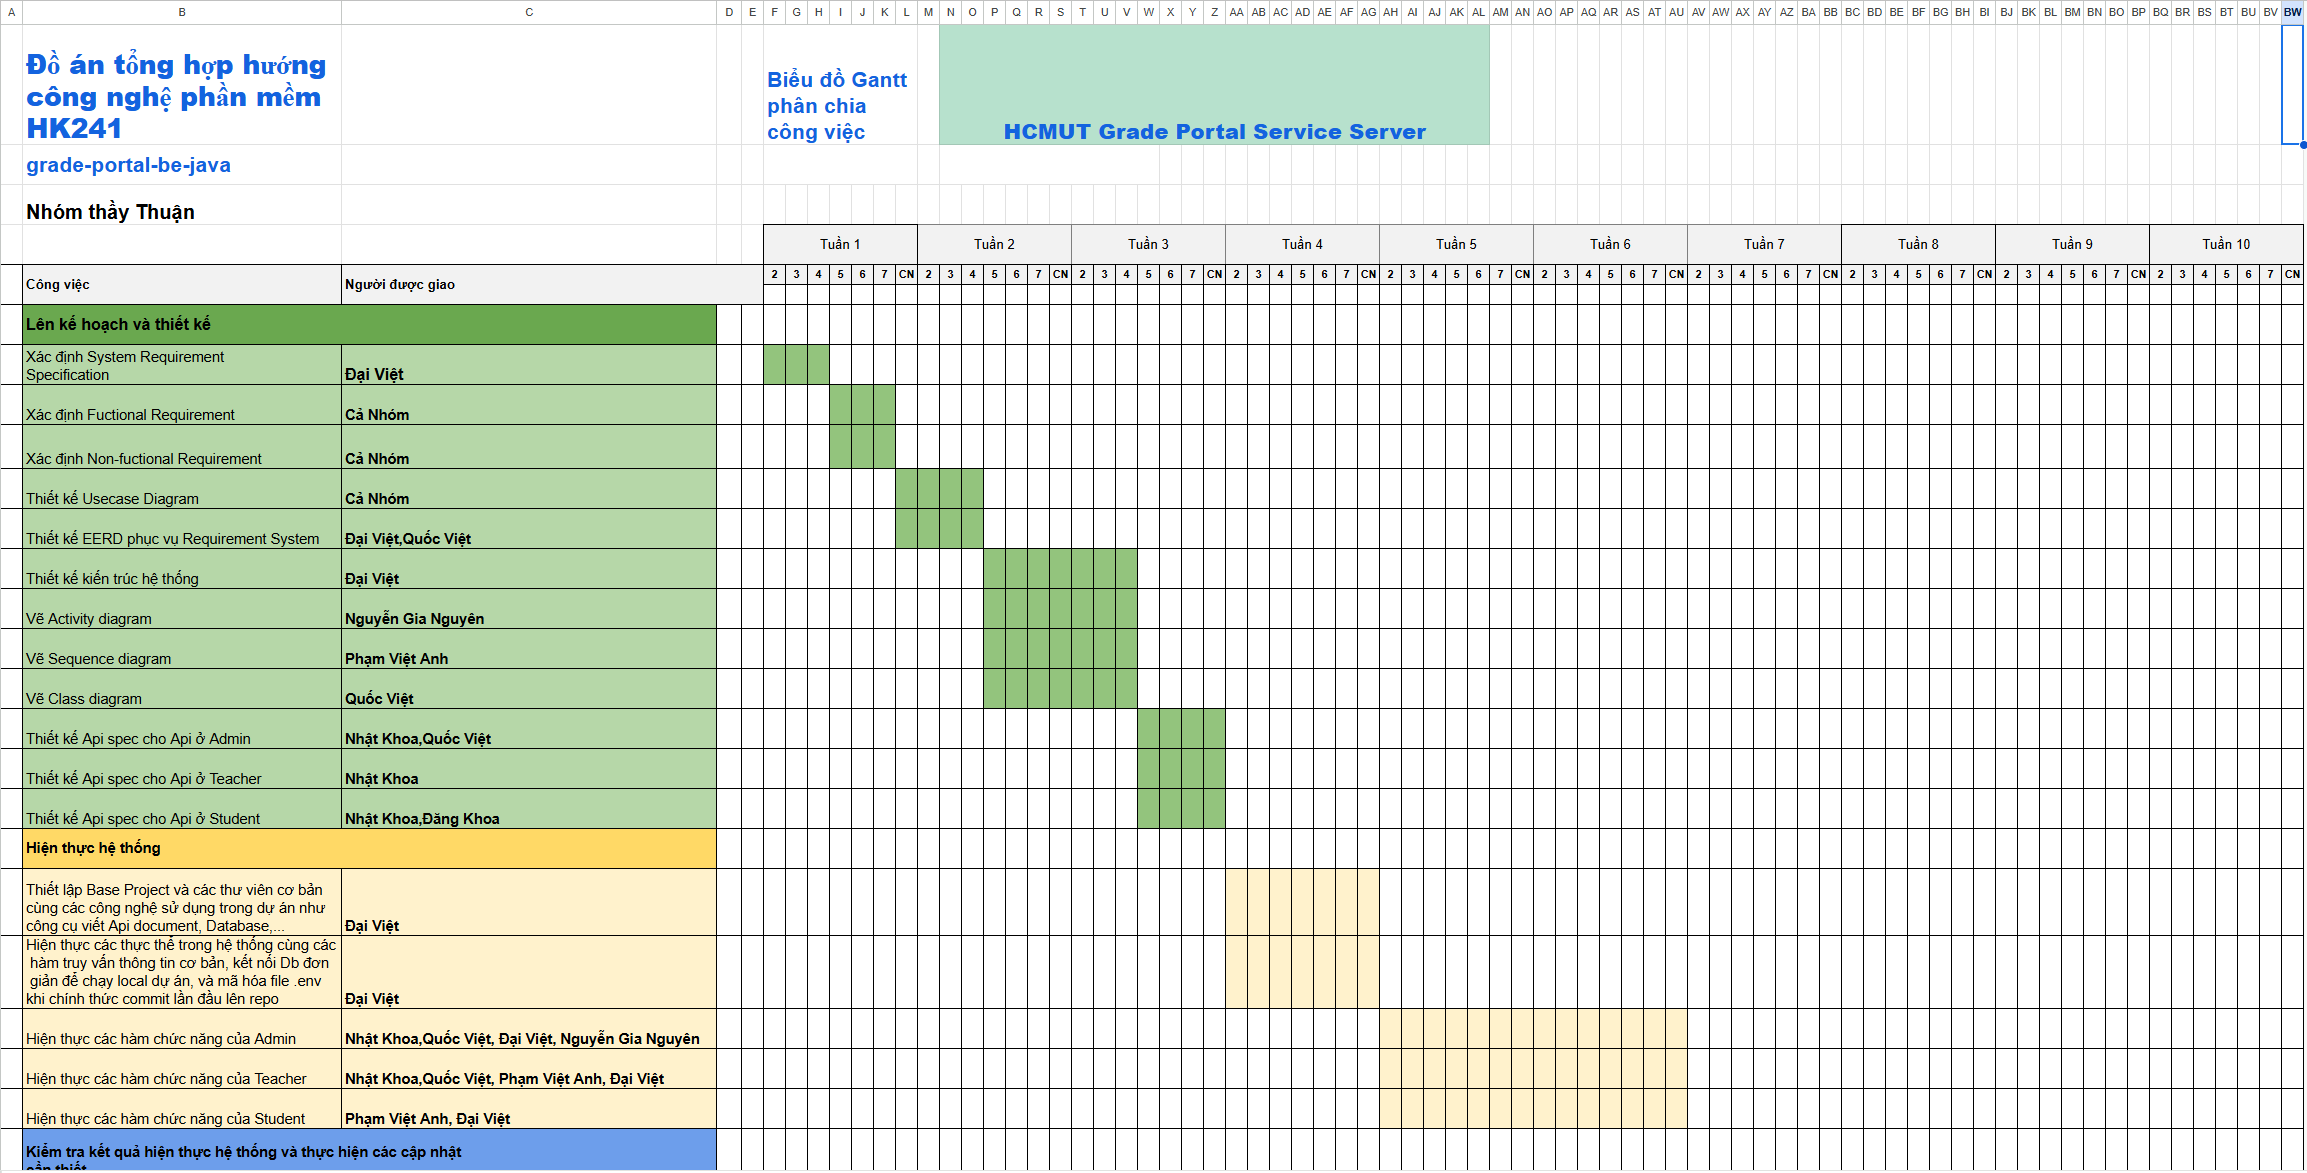 A B C D E F G H I J K L M N O P Q R S T U V W X Y Z AA AB AC AD AE AF AG AH AI AJ AK AL AM AN AO AP AQ AR AS AT AU AV AW AX AY AZ BA BB BC BD BE BF BG BH BI BJ BK BL BM BN BO BP BQ BR BS BT BU BV BW
Đồ án tổng hợp hướng
công nghệ phần mềm
HK241
Biểu đồ Gantt
phân chia
công việc
HCMUT Grade Portal Service Server
grade-portal-be-java
Nhóm thầy Thuận
Tuần 1 Tuần 2 Tuần 3 Tuần 4 Tuần 5 Tuần 6 Tuần 7 Tuần 8 Tuần 9 Tuần 10
Công việc Người được giao
2 3 4 5 6 7 CN 2 3 4 5 6 7 CN 2 3 4 5 6 7 CN 2 3 4 5 6 7 CN 2 3 4 5 6 7 CN 2 3 4 5 6 7 CN 2 3 4 5 6 7 CN 2 3 4 5 6 7 CN 2 3 4 5 6 7 CN 2 3 4 5 6 7 CN
Lên kế hoạch và thiết kế
Xác định System Requirement
Specification Đại Việt
Xác định Fuctional Requirement Cả Nhóm
Xác định Non-fuctional Requirement Cả Nhóm
Thiết kế Usecase Diagram Cả Nhóm
Thiết kế EERD phục vụ Requirement System Đại Việt,Quốc Việt
Thiết kế kiến trúc hệ thống Đại Việt
Vẽ Activity diagram Nguyễn Gia Nguyên
Vẽ Sequence diagram Phạm Việt Anh
Vẽ Class diagram Quốc Việt
Thiết kế Api spec cho Api ở Admin Nhật Khoa,Quốc Việt
Thiết kế Api spec cho Api ở Teacher Nhật Khoa
Thiết kế Api spec cho Api ở Student Nhật Khoa,Đăng Khoa
Hiện thực hệ thống
Thiết lập Base Project và các thư viên cơ bản
cùng các công nghệ sử dụng trong dự án như
công cụ viết Api document, Database,... Đại Việt
Hiện thực các thực thể trong hệ thống cùng các
hàm truy vấn thông tin cơ bản, kết nối Db đơn
giản để chạy local dự án, và mã hóa file .env
khi chính thức commit lần đầu lên repo Đại Việt
Hiện thực các hàm chức năng của Admin Nhật Khoa,Quốc Việt, Đại Việt, Nguyễn Gia Nguyên
Hiện thực các hàm chức năng của Teacher Nhật Khoa,Quốc Việt, Phạm Việt Anh, Đại Việt
Hiện thực các hàm chức năng của Student Phạm Việt Anh, Đại Việt
Kiểm tra kết quả hiện thực hệ thống và thực hiện các cập nhật
cần thiết